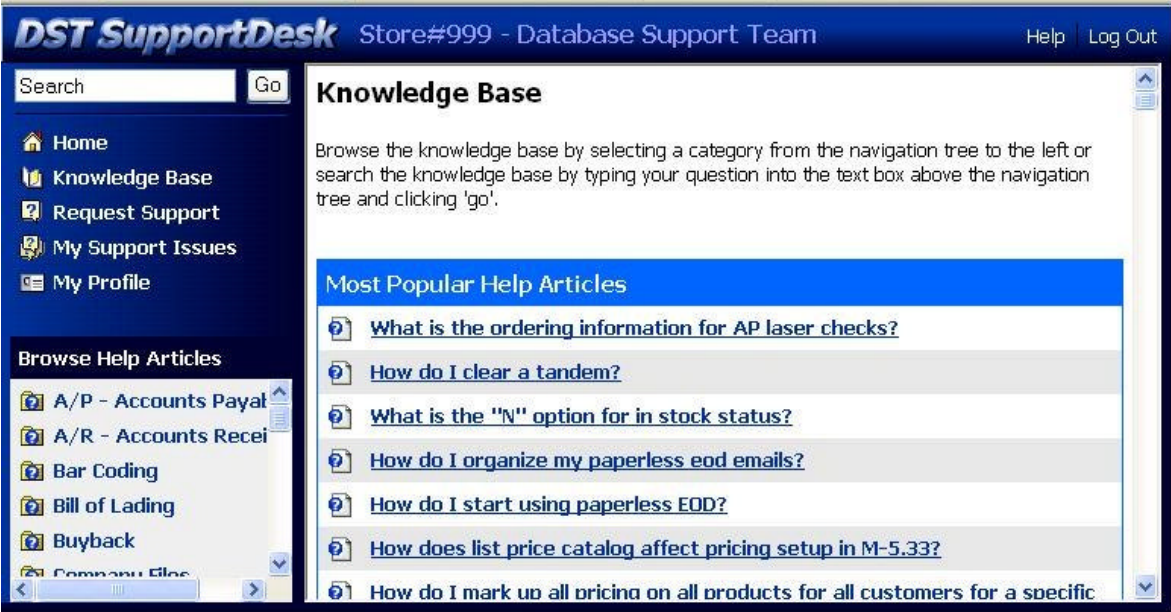 DST SupportDesk Store#999 - Database Support Team Help Log Out
Search Go
Home
Knowledge Base
Request Support
My Support Issues
My Profile
Browse Help Articles
A/P - Accounts Payab
A/R - Accounts Recei
Bar Coding
Bill of Lading
Buyback
Company Files
Knowledge Base
Browse the knowledge base by selecting a category from the navigation tree to the left or
search the knowledge base by typing your question into the text box above the navigation
tree and clicking 'go'.
Most Popular Help Articles
What is the ordering information for AP laser checks?
How do I clear a tandem?
What is the "N" option for in stock status?
How do I organize my paperless eod emails?
How do I start using paperless EOD?
How does list price catalog affect pricing setup in M-5.33?
How do I mark up all pricing on all products for all customers for a specific